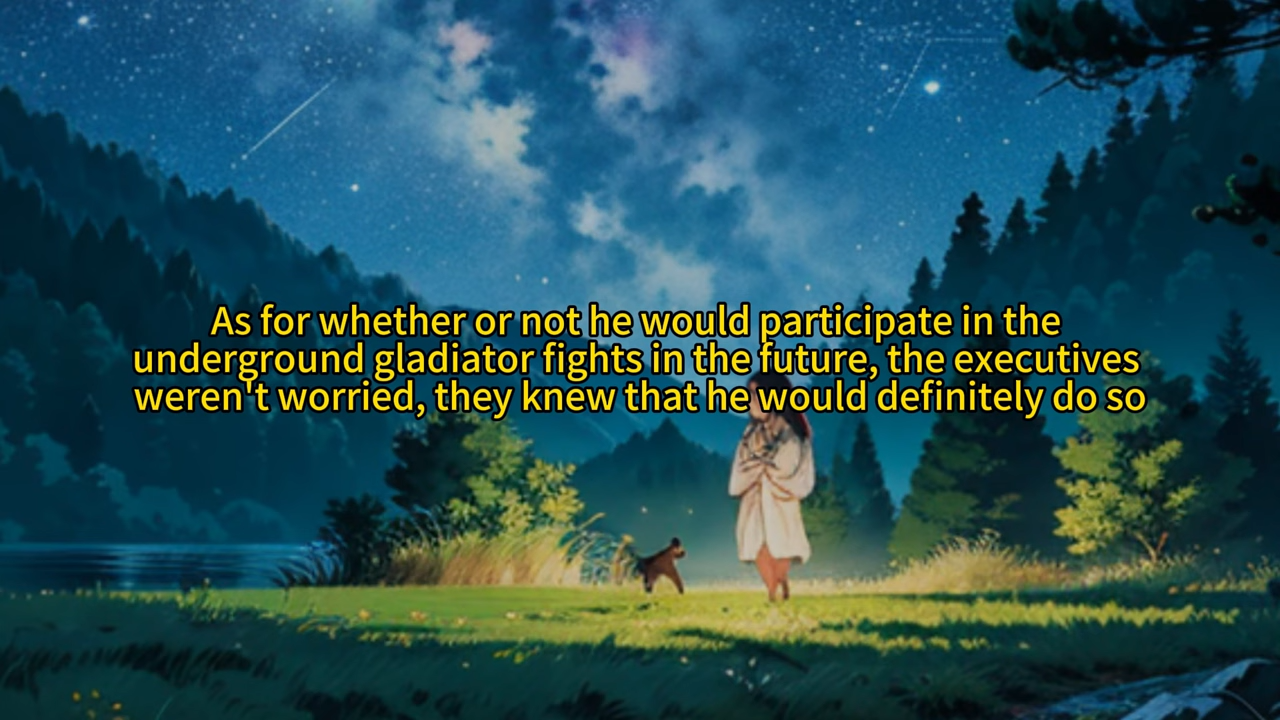 As for whether or not he would participate in the
underground gladiator fights in the future, the executives
weren't worried, they knew that he would definitely do so